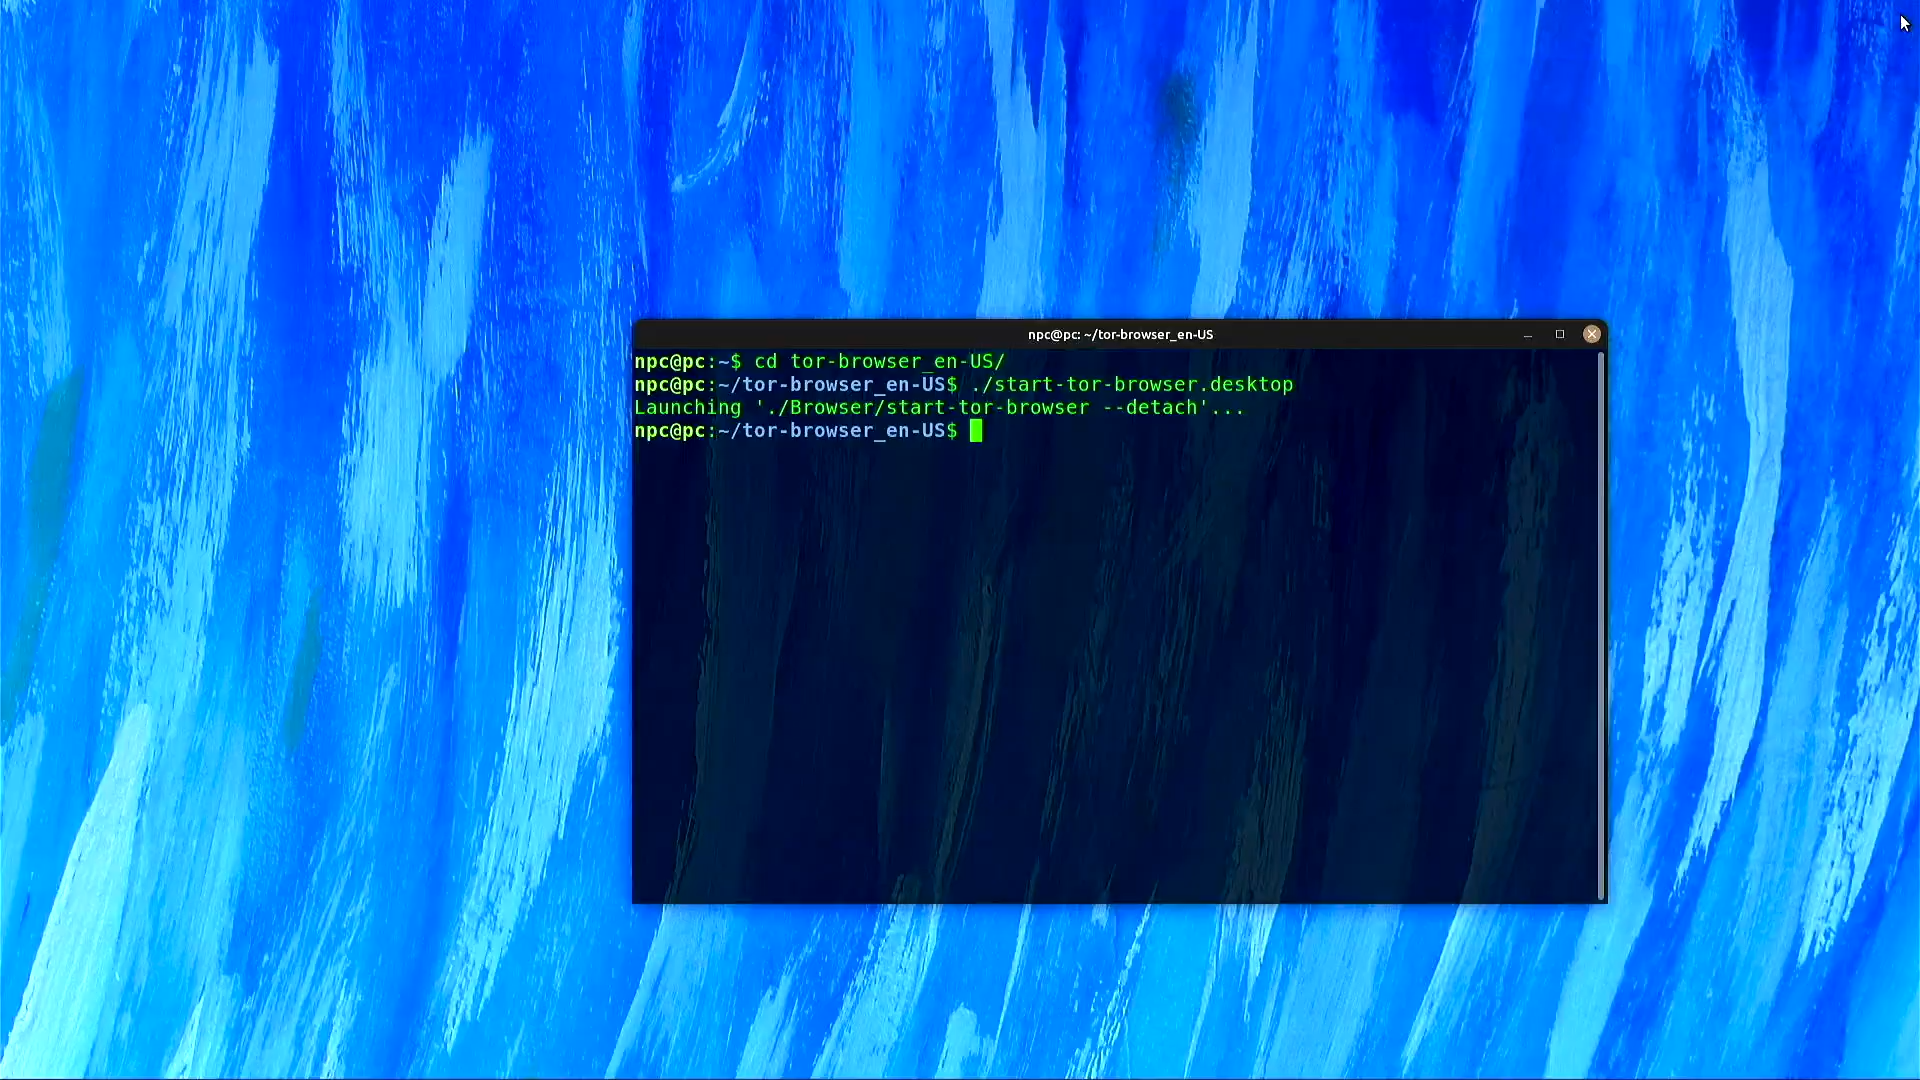 npc@pc: ~/tor-browser_en-US
npc@pc:~$ cd tor-browser_en-US/
npc@pc:~/tor-browser_en-US$ ./start-tor-browser.desktop
Launching './Browser/start-tor-browser --detach'...
npc@pc:~/tor-browser_en-US$